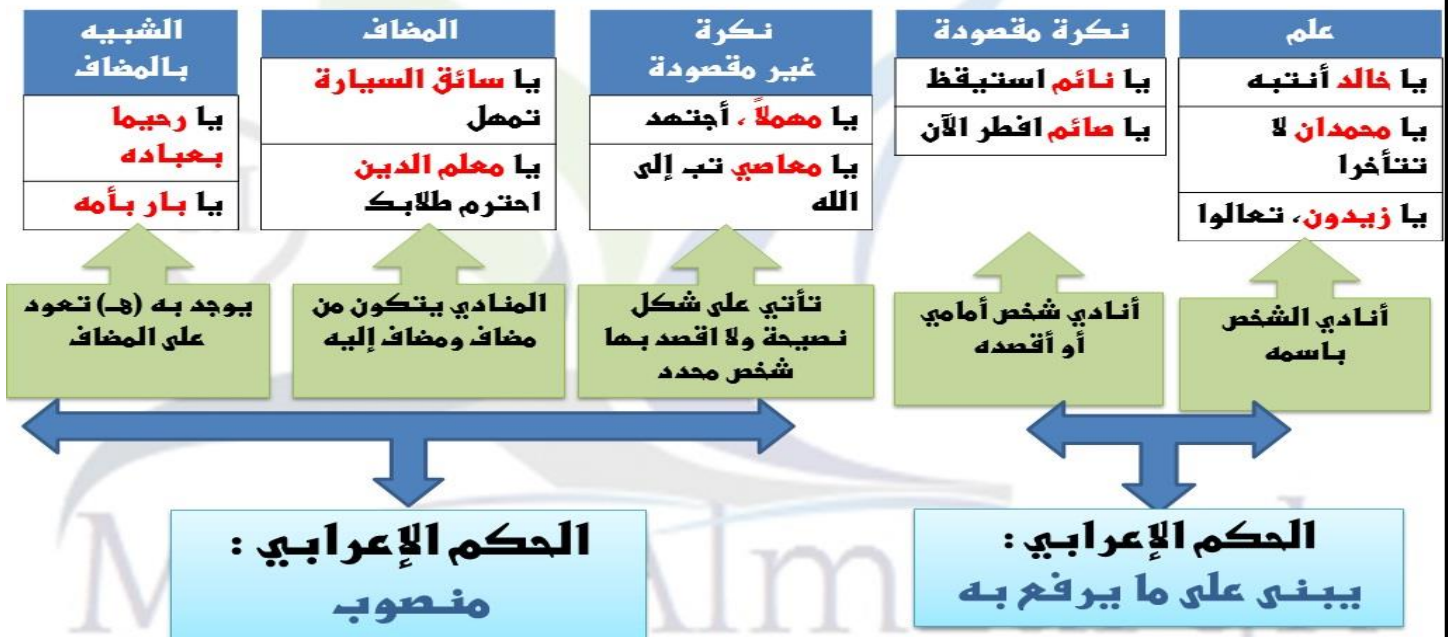 علم
يا خالد أنتبه
يا محمدان لا
تتأخرا
يا زيدون، تعالوا
نكرة مقصودة
يا نائم استيقظ
يا صائم افطر الآن
نكرة
غير مقصودة
يا مهملاً ، أجتهد
يا معاصي تب إلى
الله
المضاف
يا سائق السيارة
تمهل
يا معلم الدين
احترم طلابك
الشبيه
بالمضاف
يا رحيما
بعباده
يا بار بأمه
أنادي الشخص
باسمه
أنادي شخص أمامي
أو أقصده
تأتي على شكل
نصيحة ولا اقصد بها
شخص محدد
المنادي يتكون من
مضاف ومضاف إليه
يوجد به (هـ) تعود
على المضاف
الحكم الإعرابي :
يبنى على ما يرفع به
الحكم الإعرابي :
منصوب